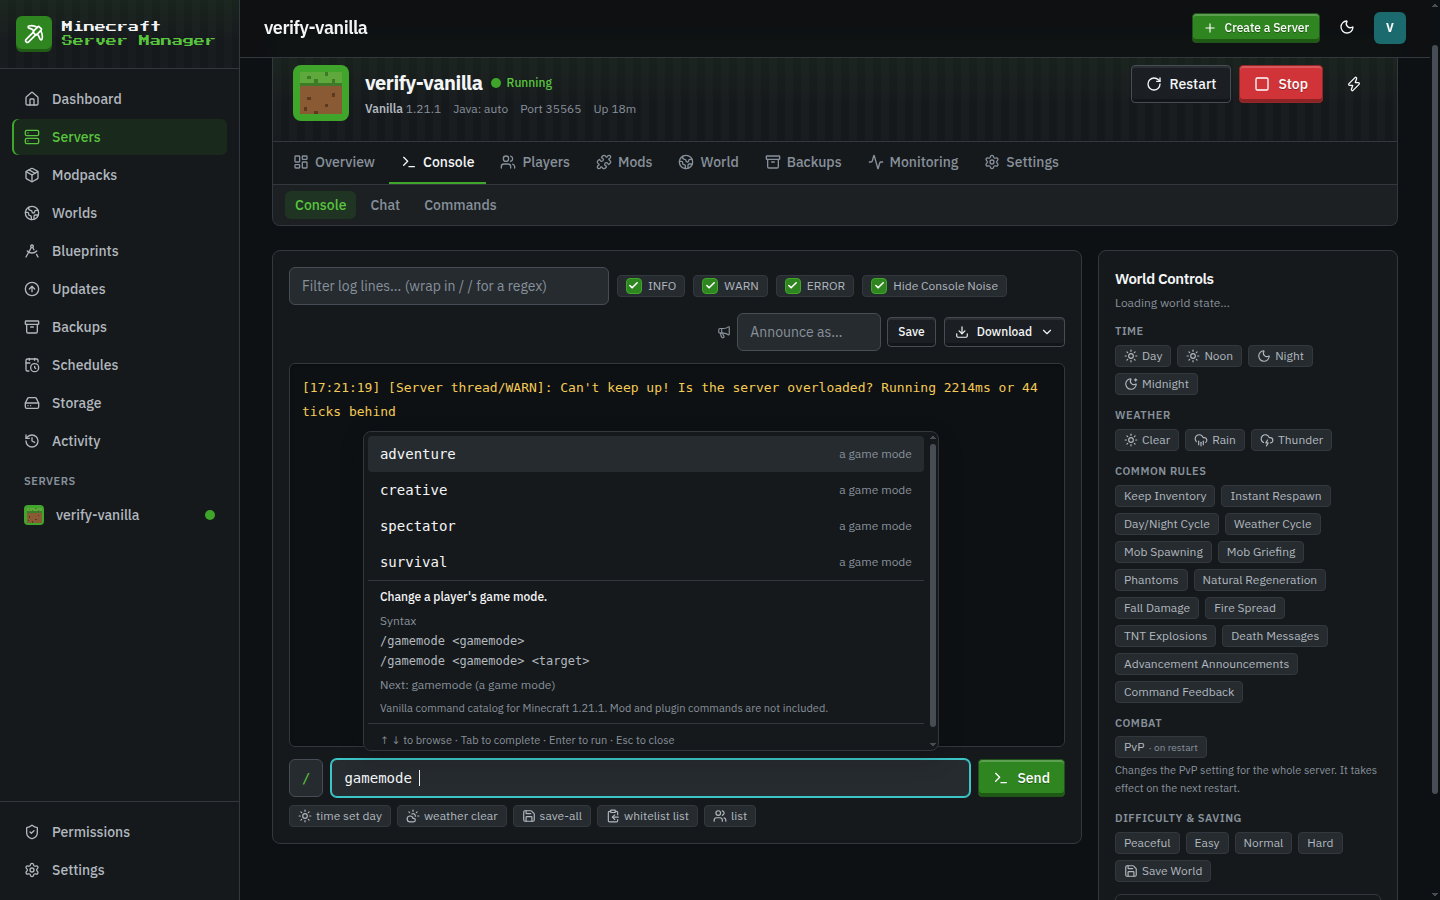 Minecraft
Server Manager
verify-vanilla
Create a Server
V
Dashboard
Servers
Modpacks
Worlds
Blueprints
Updates
Backups
Schedules
Storage
Activity
SERVERS
verify-vanilla
Permissions
Settings
verify-vanilla
Running
Vanilla 1.21.1 Java: auto Port 35565 Up 18m
Restart
Stop
Overview
Console
Players
Mods
World
Backups
Monitoring
Settings
Console
Chat
Commands
Filter log lines... (wrap in / / for a regex)
INFO
WARN
ERROR
Hide Console Noise
Announce as...
Save
Download
[17:21:19] [Server thread/WARN]: Can't keep up! Is the server overloaded? Running 2214ms or 44
ticks behind
adventure a game mode
creative a game mode
spectator a game mode
survival a game mode
Change a player's game mode.
Syntax
/gamemode <gamemode>
/gamemode <gamemode> <target>
Next: gamemode (a game mode)
Vanilla command catalog for Minecraft 1.21.1. Mod and plugin commands are not included.
↑ ↓ to browse · Tab to complete · Enter to run · Esc to close
/
gamemode
Send
time set day
weather clear
save-all
whitelist list
list
World Controls
Loading world state...
TIME
Day
Noon
Night
Midnight
WEATHER
Clear
Rain
Thunder
COMMON RULES
Keep Inventory
Instant Respawn
Day/Night Cycle
Weather Cycle
Mob Spawning
Mob Griefing
Phantoms
Natural Regeneration
Fall Damage
Fire Spread
TNT Explosions
Death Messages
Advancement Announcements
Command Feedback
COMBAT
PvP · on restart
Changes the PvP setting for the whole server. It takes
effect on the next restart.
DIFFICULTY & SAVING
Peaceful
Easy
Normal
Hard
Save World